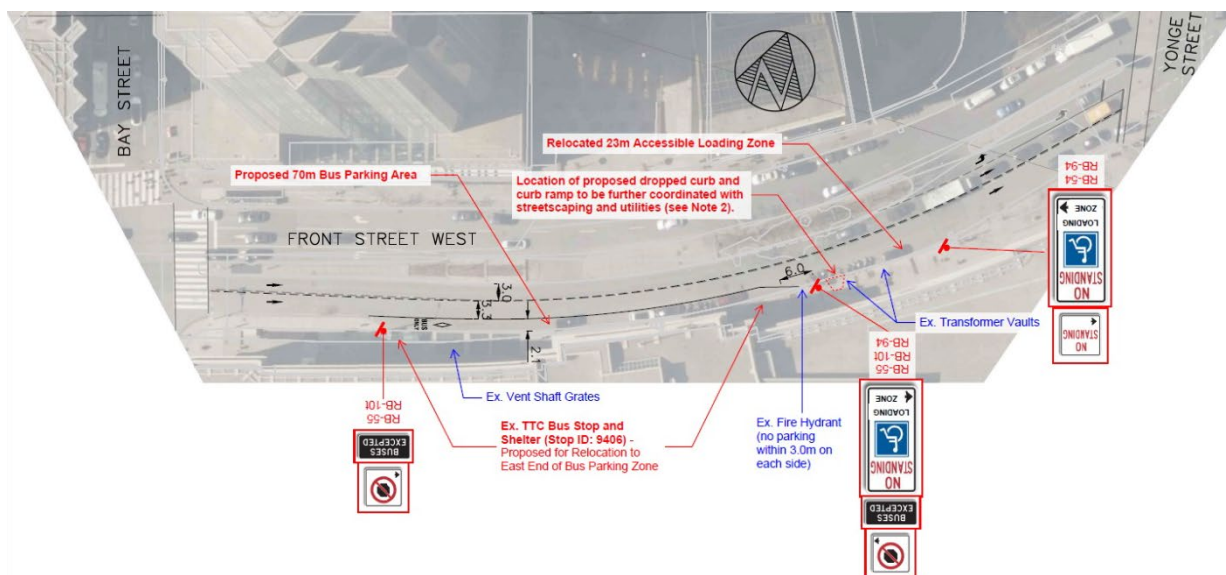 BAY STREET
YONGE
STREET
Relocated 23m Accessible Loading Zone
Proposed 70m Bus Parking Area
Location of proposed dropped curb and
curb ramp to be further coordinated with
streetscaping and utilities (see Note 2).
FRONT STREET WEST
3.0
3.3
2.1
6.0
BUS
ONLY
Ex. Vent Shaft Grates
Ex. TTC Bus Stop and
Shelter (Stop ID: 9406) -
Proposed for Relocation to
East End of Bus Parking Zone
Ex. Fire Hydrant
(no parking
within 3.0m on
each side)
Ex. Transformer Vaults
RB-55
RB-10t
BUSES
EXCEPTED
RB-94
RB-10t
RB-55
NO
STANDING
LOADING
ZONE
BUSES
EXCEPTED
RB-54
RB-94
NO
STANDING
LOADING
ZONE
NO
STANDING